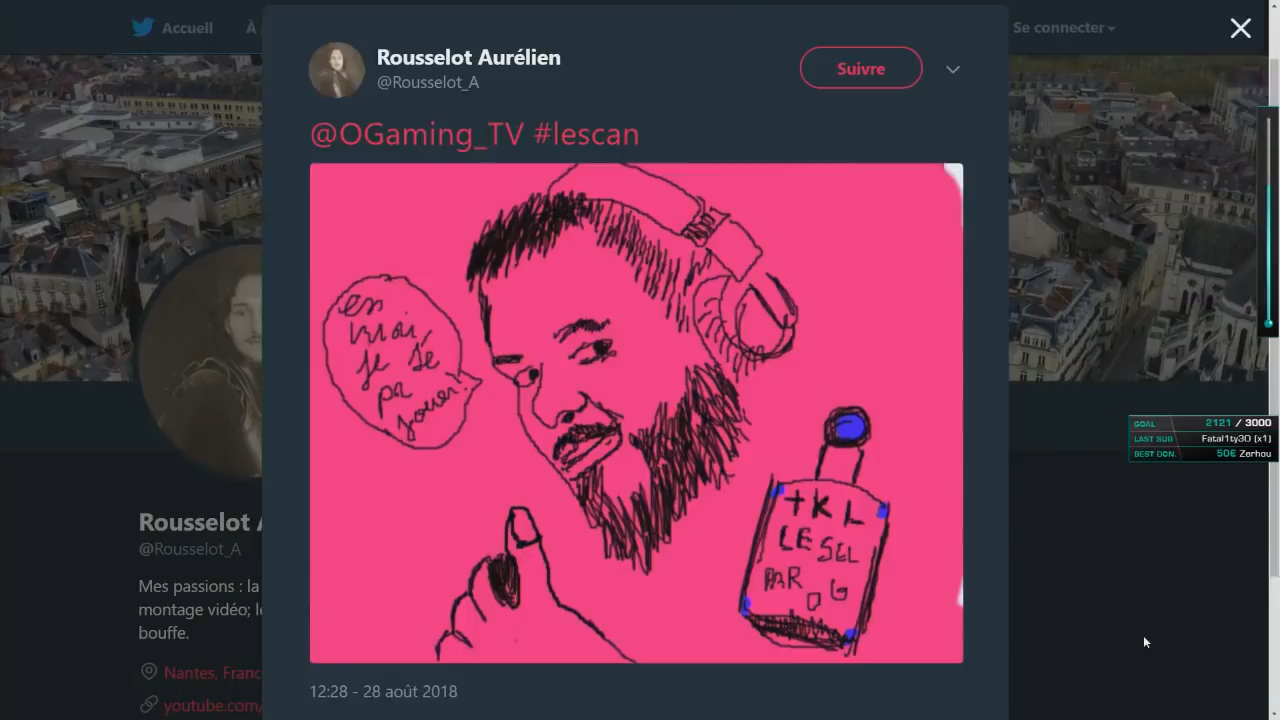 Accueil
À
Se connecter
Rousselot Aurélien
@Rousselot_A
Suivre
@OGaming_TV #lescan
en
vrai,
je sé
pa
jouer.
+ K L
LE SEL
PAR
O G
GOAL 2121 / 3000
LAST SUB Fatal1ty30 (x1)
BEST DON. 50€ Zerhou
Rousselot
@Rousselot_A
Mes passions : la
montage vidéo;
bouffe.
Nantes, Franc
youtube.com/
12:28 - 28 août 2018